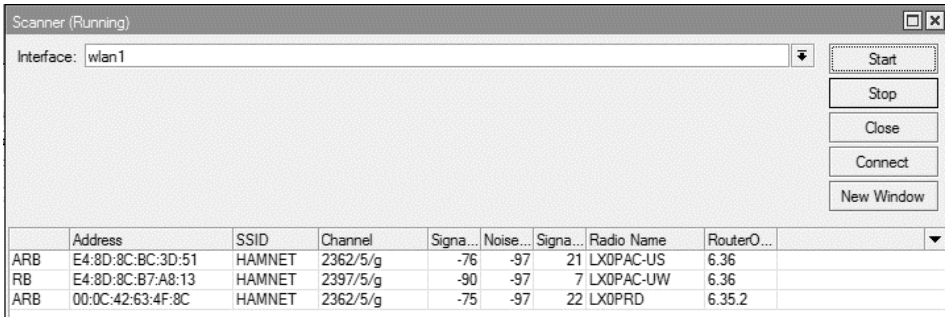 Scanner (Running)
Interface: wlan1
Start
Stop
Close
Connect
New Window
Address SSID Channel Signa... Noise... Signa... Radio Name RouterO...
ARB E4:8D:8C:BC:3D:51 HAMNET 2362/5/g -76 -97 21 LX0PAC-US 6.36
RB E4:8D:8C:B7:A8:13 HAMNET 2397/5/g -90 -97 7 LX0PAC-UW 6.36
ARB 00:0C:42:63:4F:8C HAMNET 2362/5/g -75 -97 22 LX0PRD 6.35.2